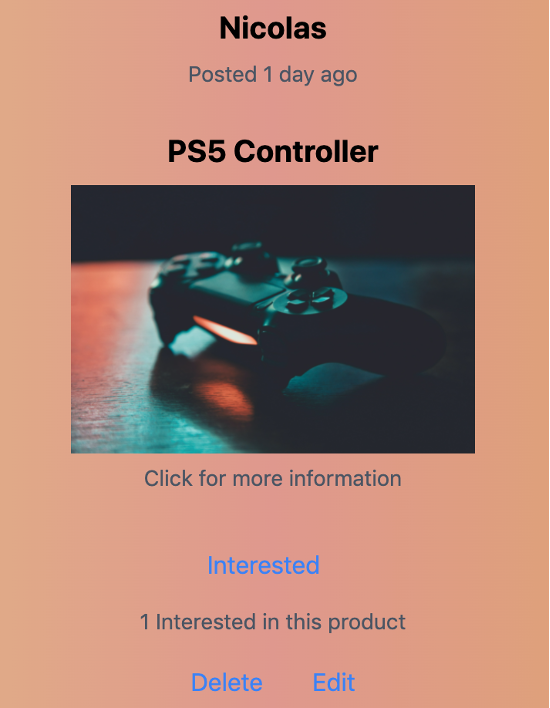 Nicolas
Posted 1 day ago
PS5 Controller
Click for more information
Interested
1 Interested in this product
Delete Edit